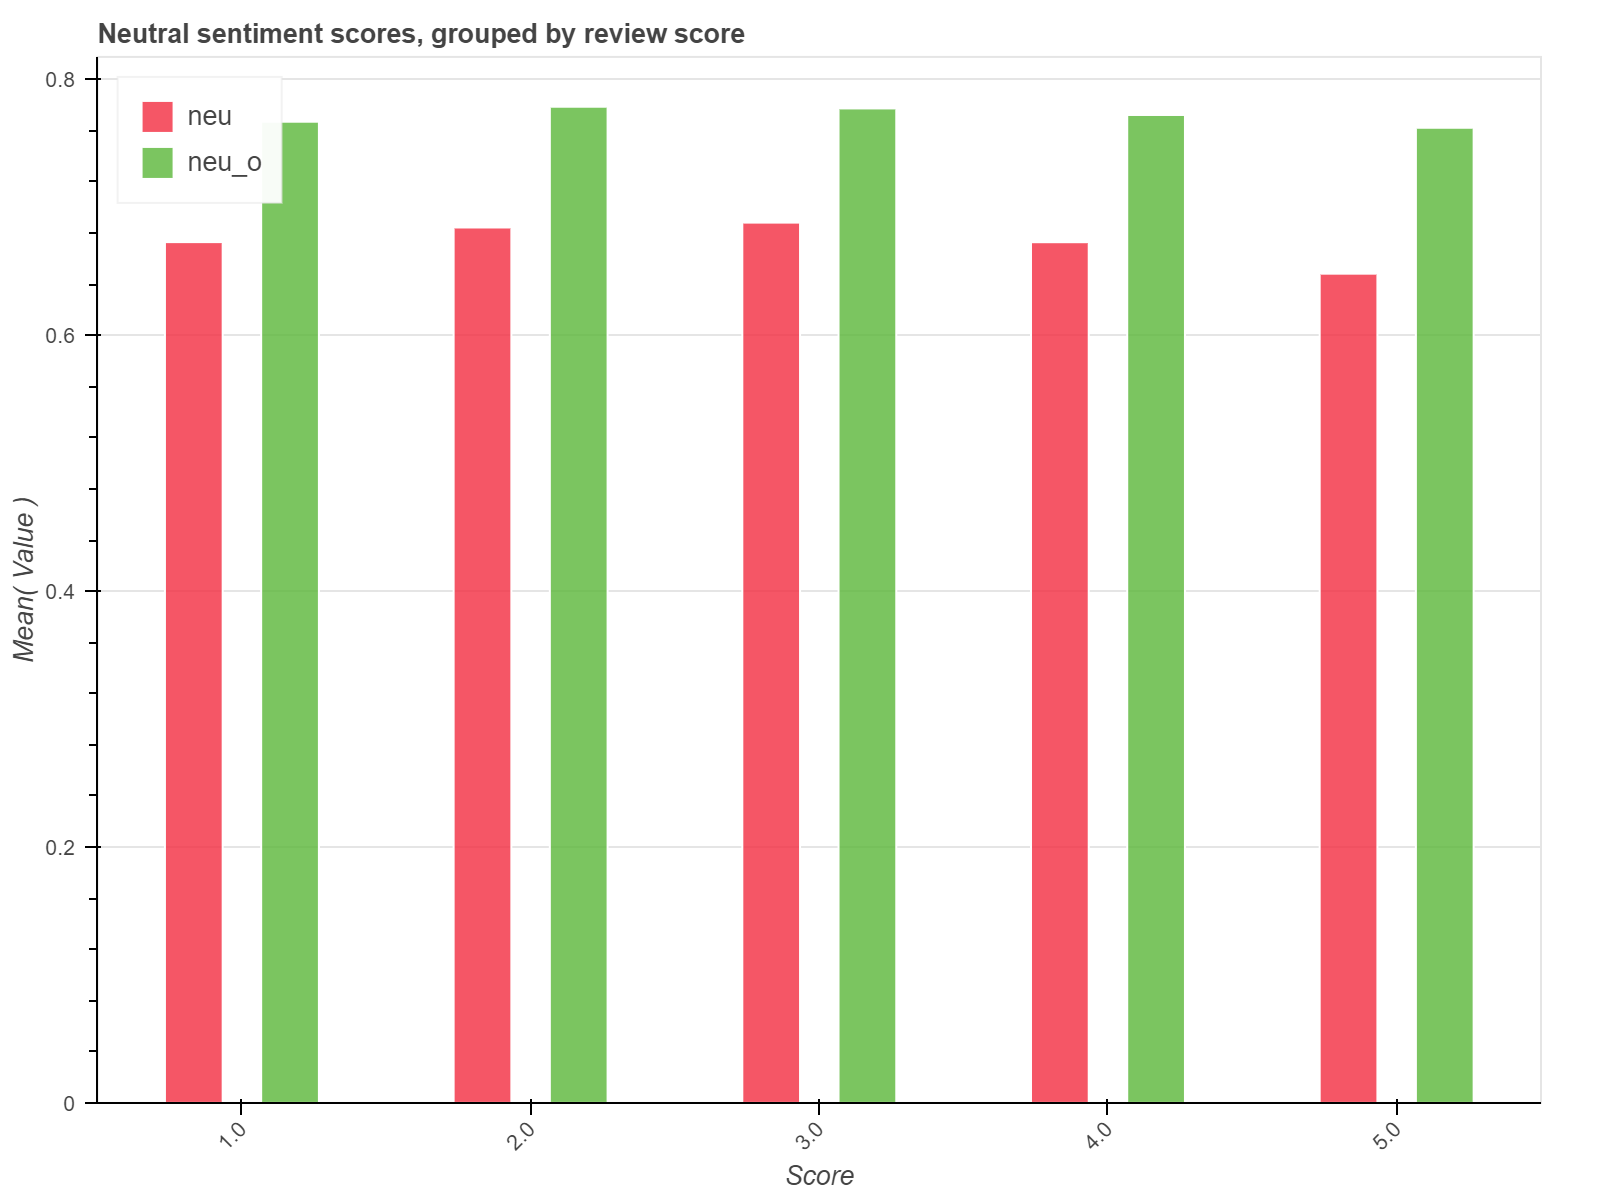 Neutral sentiment scores, grouped by review score
neu
neu_o
0.8
0.6
0.4
0.2
0
Mean( Value )
1.0
2.0
3.0
4.0
5.0
Score